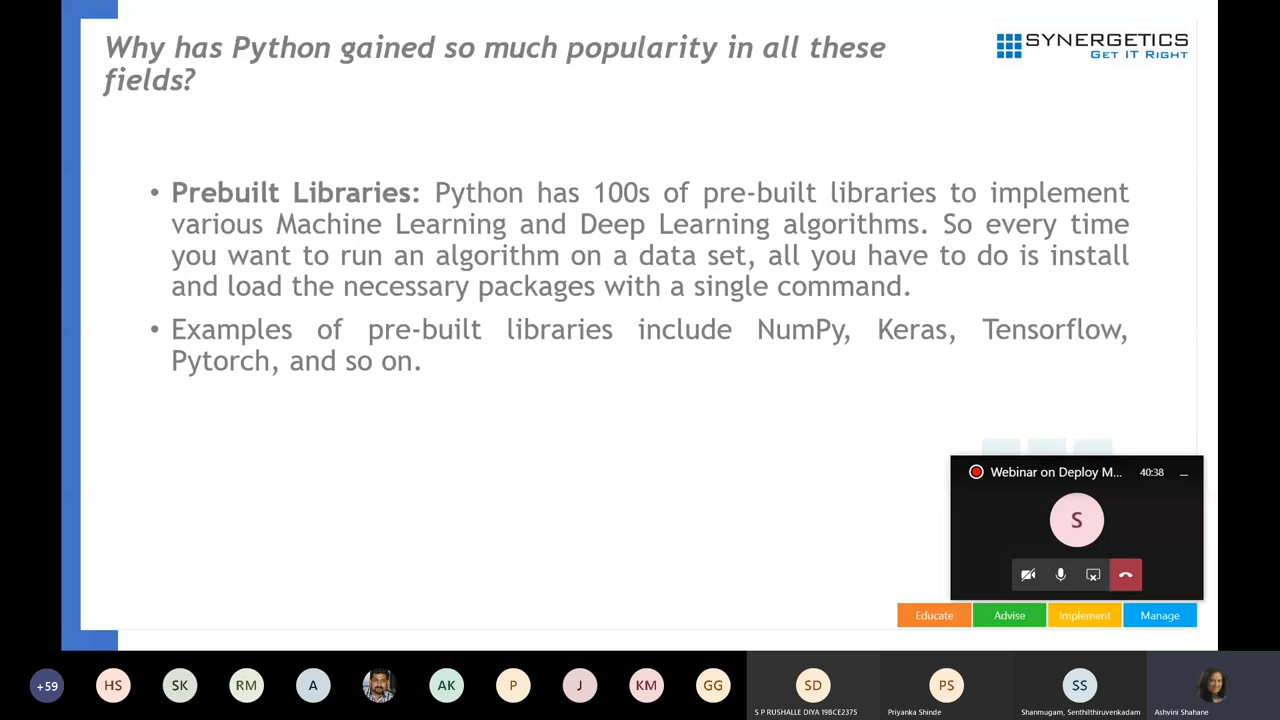 Why has Python gained so much popularity in all these
fields?
SYNERGETICS
GET IT RIGHT
• Prebuilt Libraries: Python has 100s of pre-built libraries to implement
various Machine Learning and Deep Learning algorithms. So every time
you want to run an algorithm on a data set, all you have to do is install
and load the necessary packages with a single command.
• Examples of pre-built libraries include NumPy, Keras, Tensorflow,
Pytorch, and so on.
Webinar on Deploy M... 40:38
S
Educate Advise Implement Manage
+59 HS SK RM A AK P J KM GG SD PS SS
S P RUSHALLE DIYA 19BCE2375 Priyanka Shinde Shanmugam, Senthilthiruvenkadam Ashvini Shahane